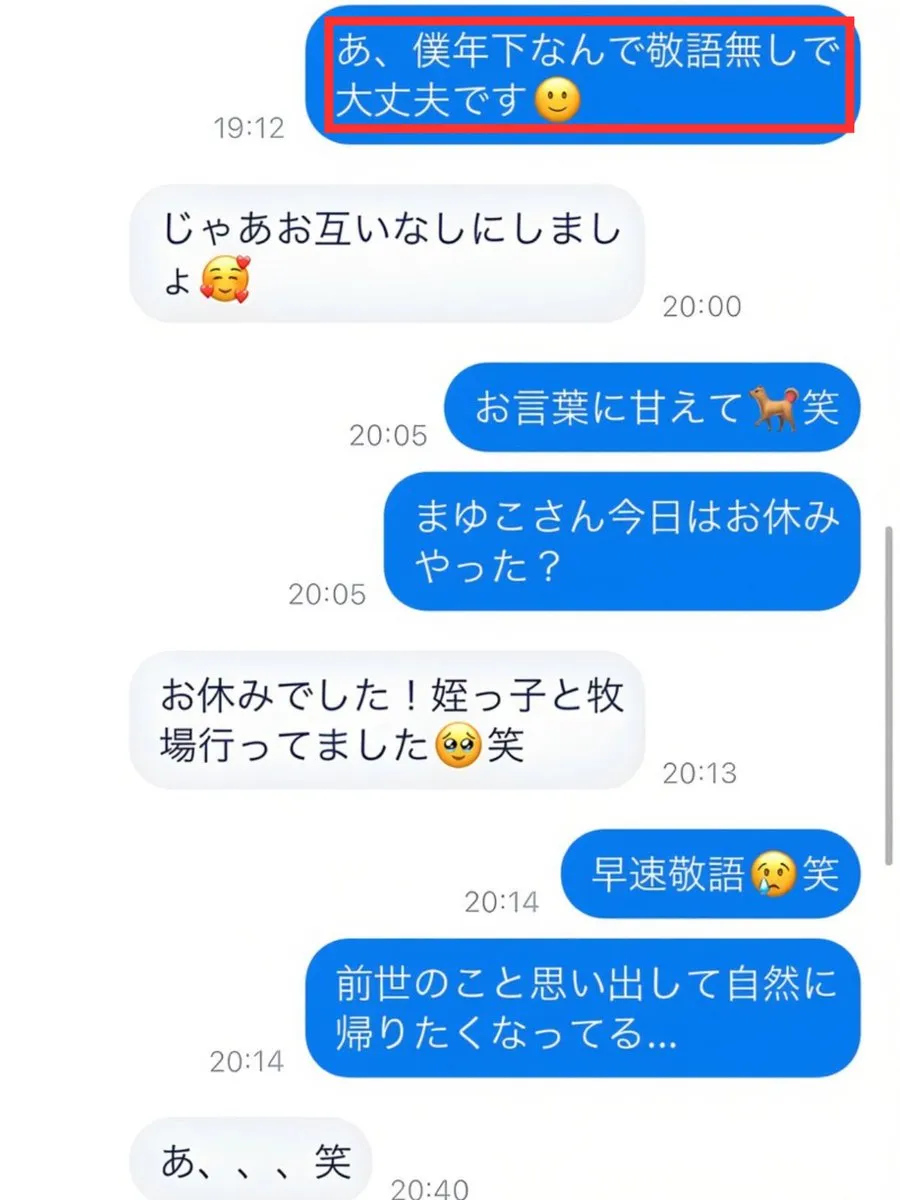 あ、僕年下なんで敬語無しで
大丈夫です🙂
19:12
じゃあお互いなしにしまし
ょ🥰
20:00
お言葉に甘えて🐕笑
20:05
まゆこさん今日はお休み
やった？
20:05
お休みでした！姪っ子と牧
場行ってました🥹笑
20:13
早速敬語😢笑
20:14
前世のこと思い出して自然に
帰りたくなってる...
20:14
あ、、、笑
20:40